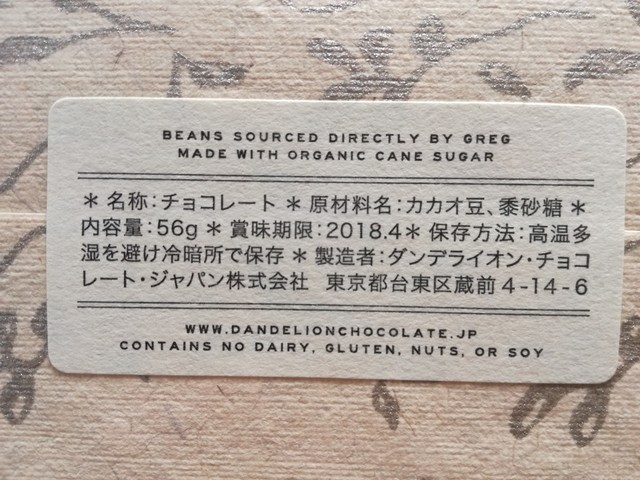 BEANS SOURCED DIRECTLY BY GREG
MADE WITH ORGANIC CANE SUGAR
＊ 名称：チョコレート ＊ 原材料名：カカオ豆、黍砂糖 ＊
内容量：56g ＊ 賞味期限：2018.4＊ 保存方法：高温多
湿を避け冷暗所で保存 ＊ 製造者：ダンデライオン・チョコ
レート・ジャパン株式会社 東京都台東区蔵前 4-14-6
WWW.DANDELIONCHOCOLATE.JP
CONTAINS NO DAIRY, GLUTEN, NUTS, OR SOY